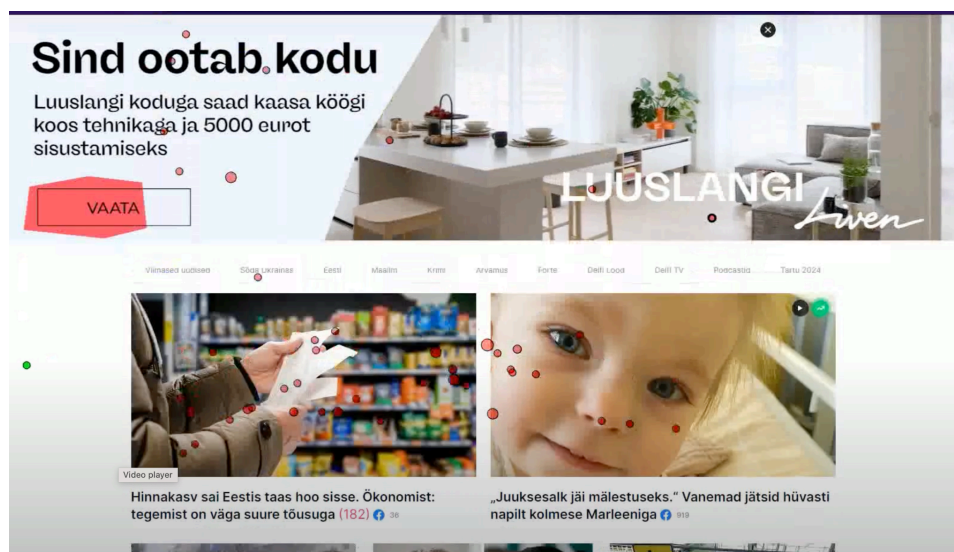 Sind ootab kodu
Luuslangi koduga saad kaasa köögi
koos tehnikaga ja 5000 eurot
sisustamiseks
VAATA
LUUSLANGI
Liven
Viimased uudised Sõda Ukrainas Eesti Maailm Krimi Arvamus Forte Delfi Lood Delfi TV Podcastid Tartu 2024
Video player
Hinnakasv sai Eestis taas hoo sisse. Ökonomist:
tegemist on väga suure tõusuga (182) 36
„Juuksesalk jäi mälestuseks.“ Vanemad jätsid hüvasti
napilt kolmese Marleeniga 919